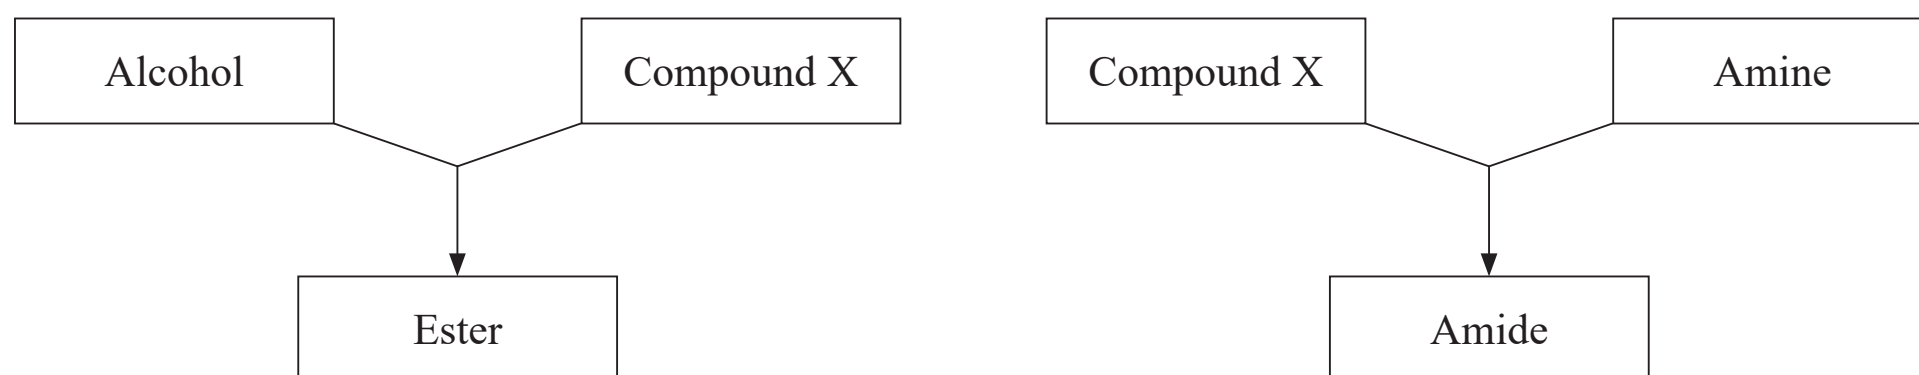 Alcohol
Compound X
Compound X
Amine
Ester
Amide